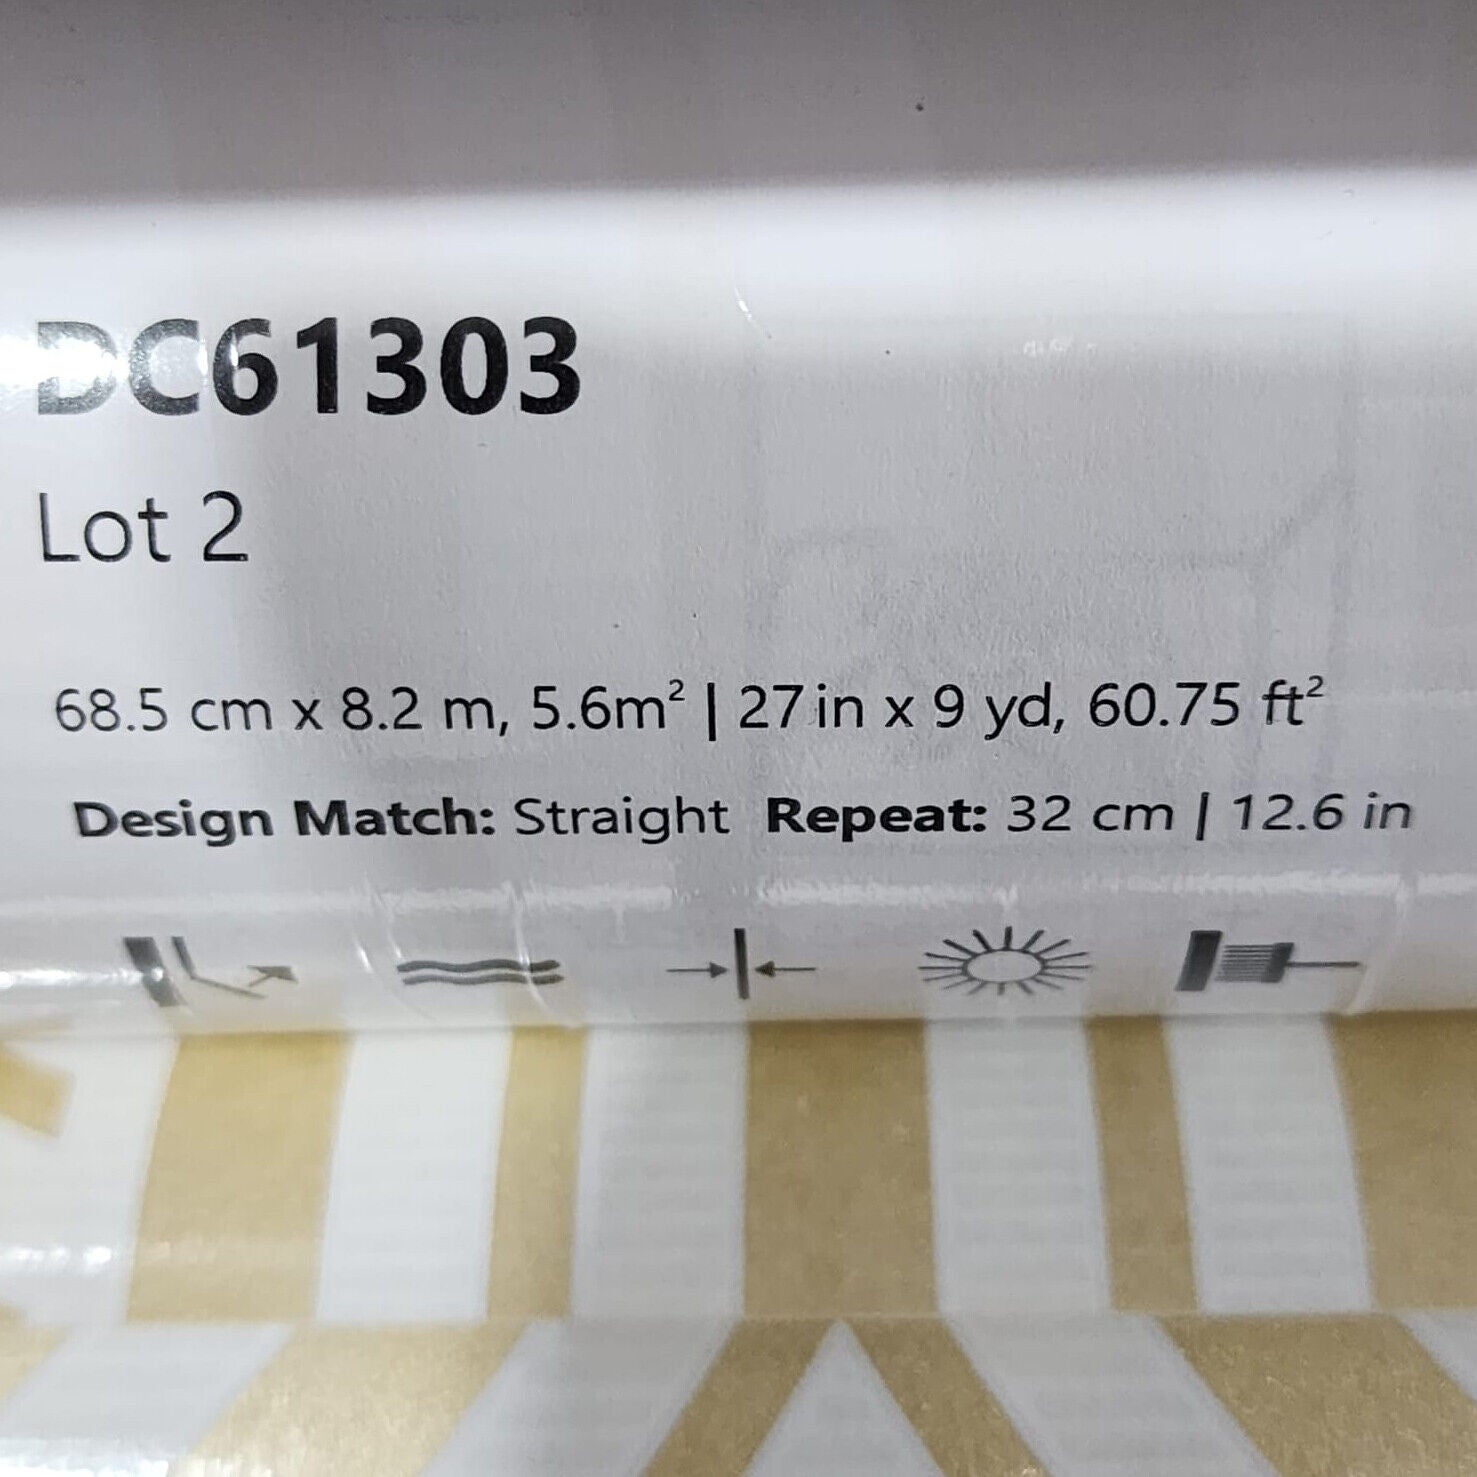 DC61303
Lot 2
68.5 cm x 8.2 m, 5.6m² | 27 in x 9 yd, 60.75 ft²
Design Match: Straight Repeat: 32 cm | 12.6 in